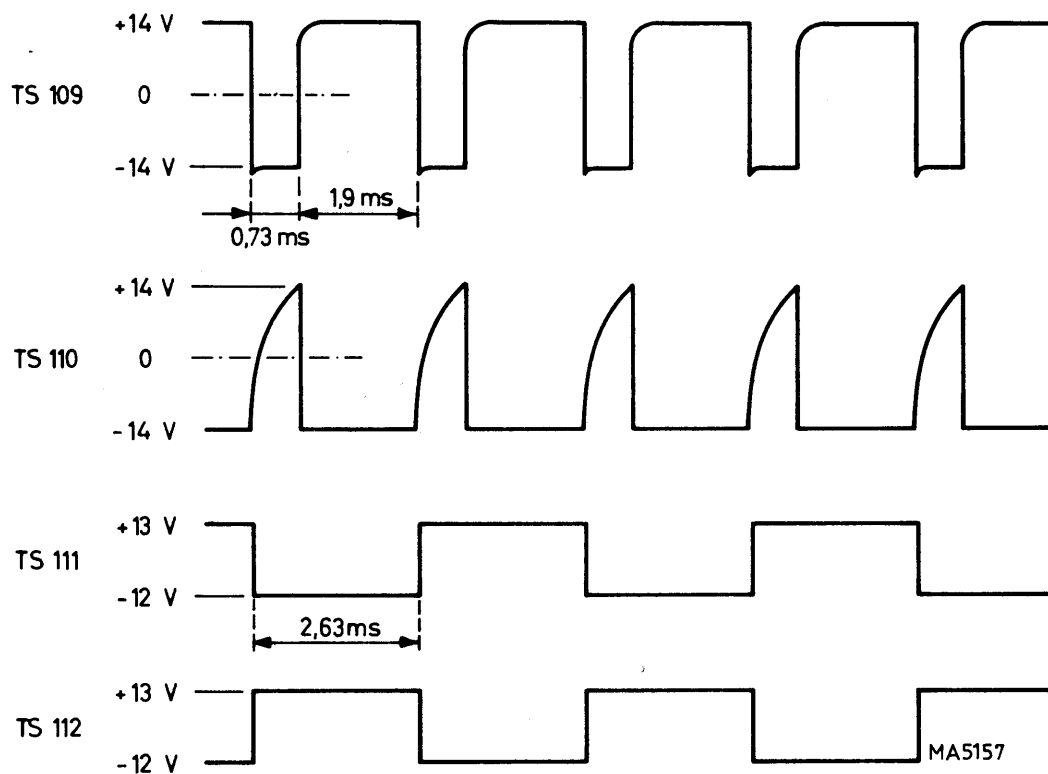 +14 V
TS 109 0
-14 V
1,9 ms
0,73 ms
+14 V
TS 110 0
-14 V
+13 V
TS 111
-12 V
2,63ms
+13 V
TS 112
-12 V
MA5157